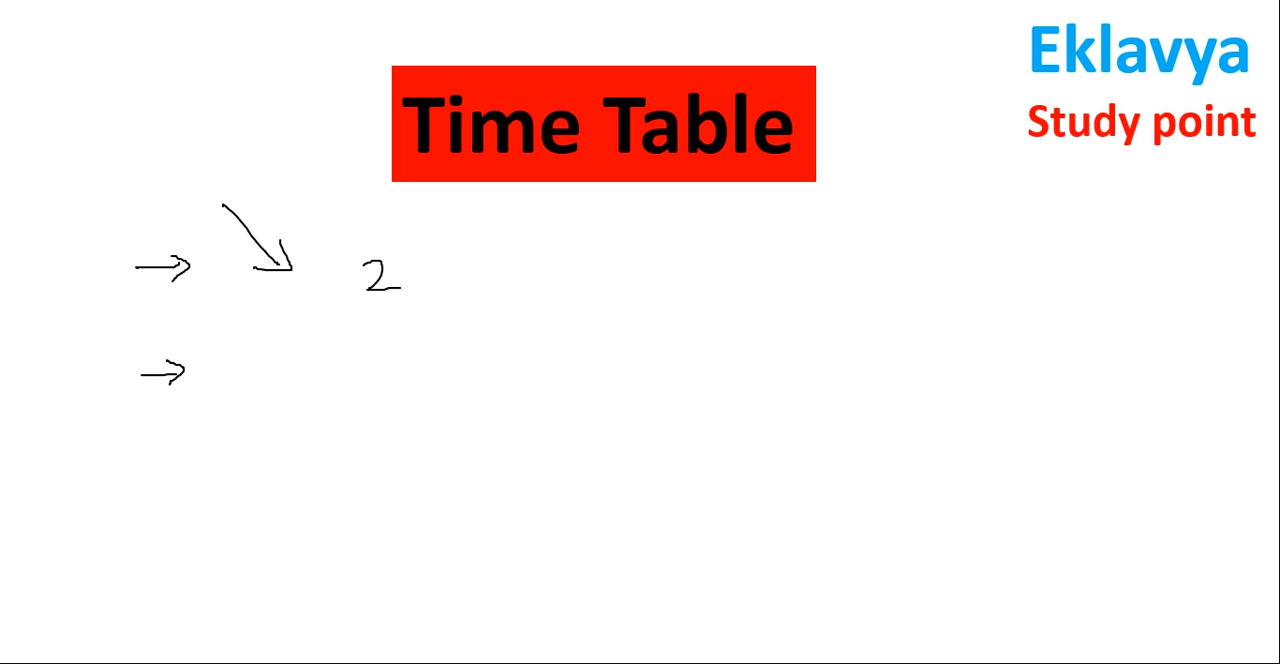 Eklavya
Study point
Time Table
→ ↘ 2
→